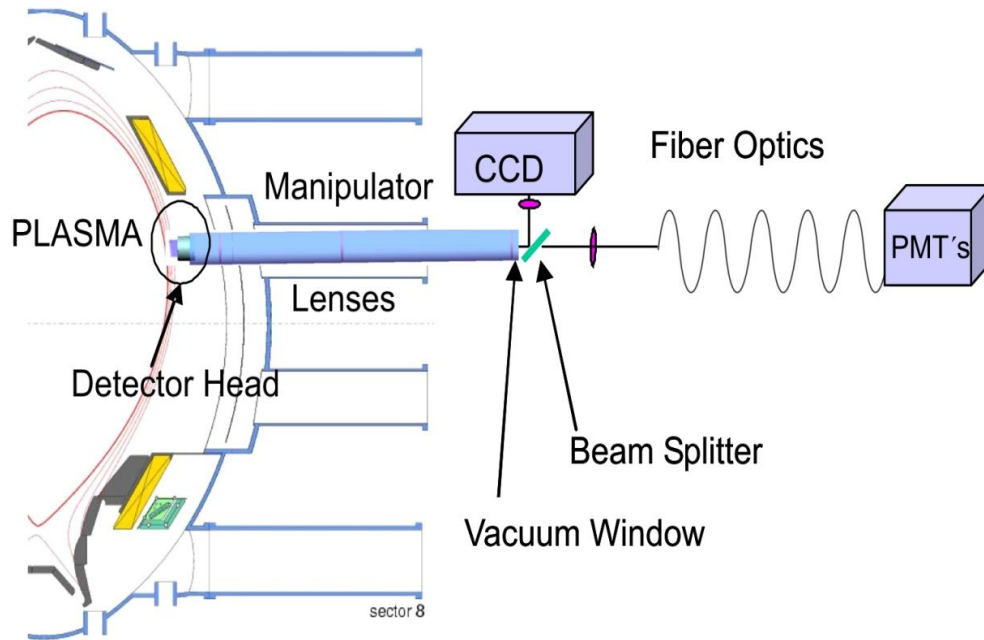 Fiber Optics
CCD
Manipulator
PLASMA
PMT´s
Lenses
Detector Head
Beam Splitter
Vacuum Window
sector 8